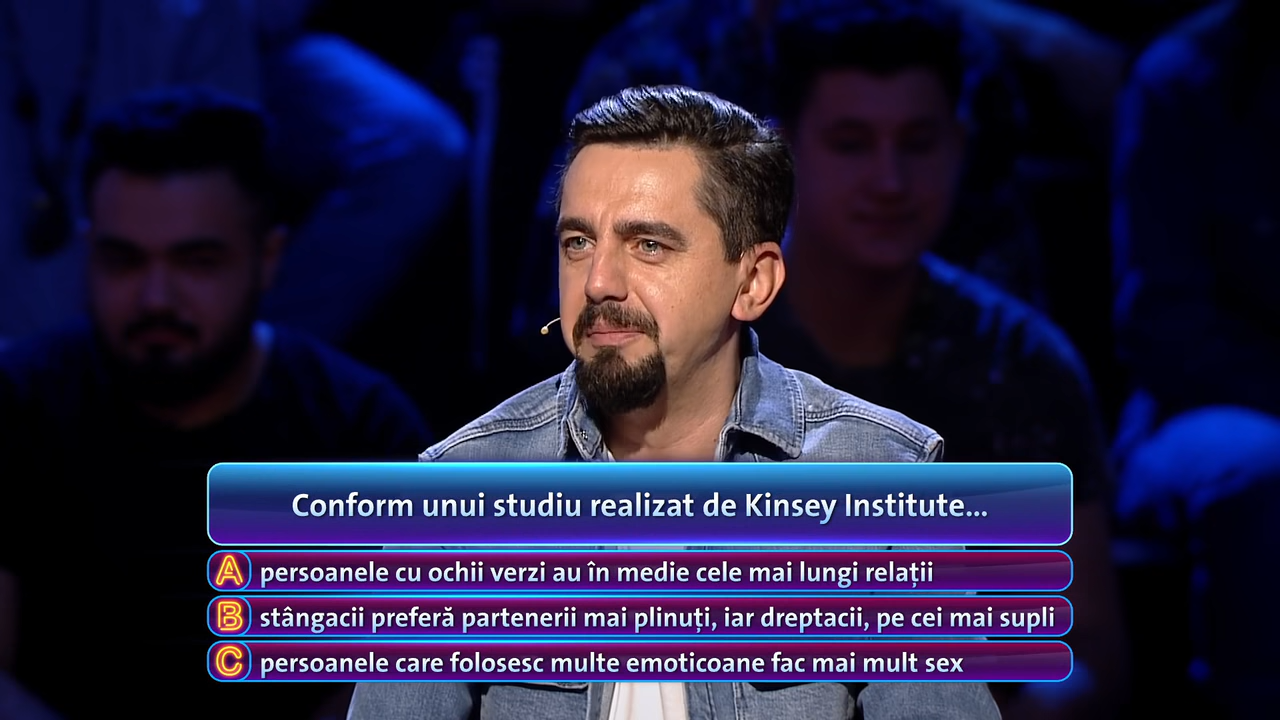 Conform unui studiu realizat de Kinsey Institute...
A persoanele cu ochii verzi au în medie cele mai lungi relații
B stângacii preferă partenerii mai plinuți, iar dreptacii, pe cei mai supli
C persoanele care folosesc multe emoticoane fac mai mult sex